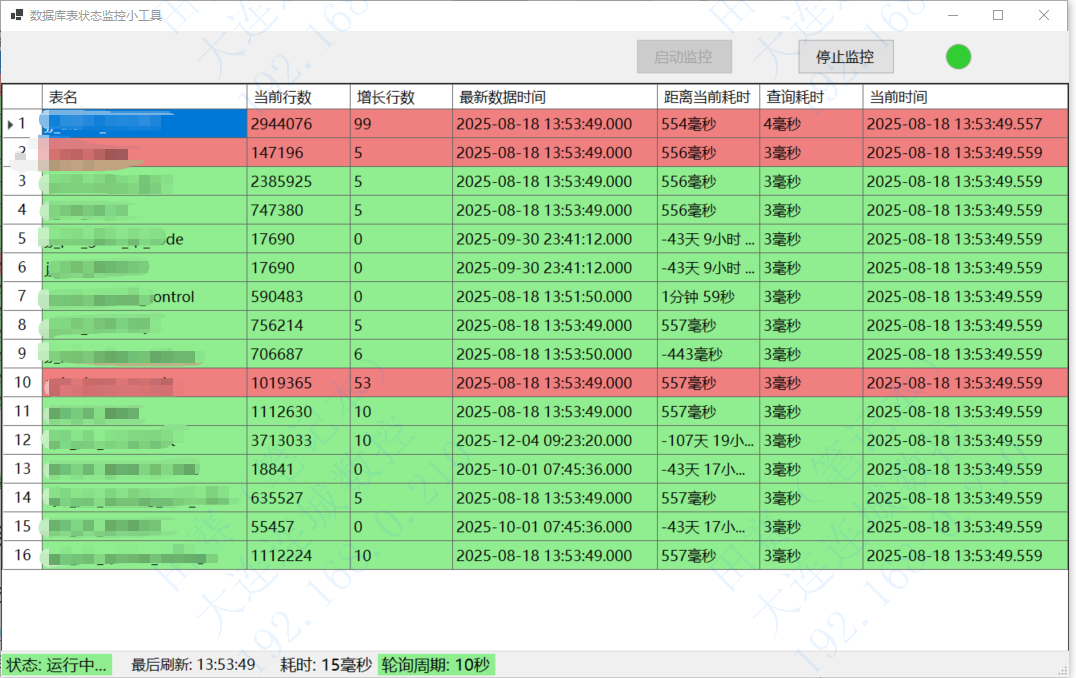 数据库表状态监控小工具
启动监控 停止监控
表名 当前行数 增长行数 最新数据时间 距离当前耗时 查询耗时 当前时间
1 2944076 99 2025-08-18 13:53:49.000 554毫秒 4毫秒 2025-08-18 13:53:49.557
2 147196 5 2025-08-18 13:53:49.000 556毫秒 3毫秒 2025-08-18 13:53:49.559
3 2385925 5 2025-08-18 13:53:49.000 556毫秒 3毫秒 2025-08-18 13:53:49.559
4 747380 5 2025-08-18 13:53:49.000 556毫秒 3毫秒 2025-08-18 13:53:49.559
5 17690 0 2025-09-30 23:41:12.000 -43天 9小时 ... 3毫秒 2025-08-18 13:53:49.559
6 17690 0 2025-09-30 23:41:12.000 -43天 9小时 ... 3毫秒 2025-08-18 13:53:49.559
7 ontrol 590483 0 2025-08-18 13:51:50.000 1分钟 59秒 3毫秒 2025-08-18 13:53:49.559
8 756214 5 2025-08-18 13:53:49.000 557毫秒 3毫秒 2025-08-18 13:53:49.559
9 706687 6 2025-08-18 13:53:50.000 -443毫秒 3毫秒 2025-08-18 13:53:49.559
10 1019365 53 2025-08-18 13:53:49.000 557毫秒 3毫秒 2025-08-18 13:53:49.559
11 1112630 10 2025-08-18 13:53:49.000 557毫秒 3毫秒 2025-08-18 13:53:49.559
12 3713033 10 2025-12-04 09:23:20.000 -107天 19小... 3毫秒 2025-08-18 13:53:49.559
13 18841 0 2025-10-01 07:45:36.000 -43天 17小... 3毫秒 2025-08-18 13:53:49.559
14 635527 5 2025-08-18 13:53:49.000 557毫秒 3毫秒 2025-08-18 13:53:49.559
15 55457 0 2025-10-01 07:45:36.000 -43天 17小... 3毫秒 2025-08-18 13:53:49.559
16 1112224 10 2025-08-18 13:53:49.000 557毫秒 3毫秒 2025-08-18 13:53:49.559
状态: 运行中... 最后刷新: 13:53:49 耗时: 15毫秒 轮询周期: 10秒